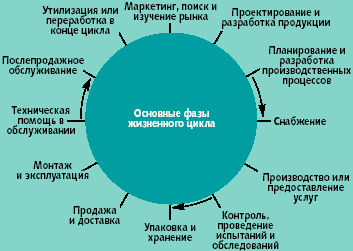 Маркетинг, поиск и
изучение рынка
Проектирование и
разработка продукции
Планирование и
разработка
производственных
процессов
Снабжение
Производство или
предоставление
услуг
Контроль,
проведение
испытаний и
обследований
Упаковка и
хранение
Продажа
и доставка
Монтаж
и эксплуатация
Техническая
помощь в
обслуживании
Послепродажное
обслуживание
Утилизация или
переработка в
конце цикла
Основные фазы
жизненного цикла